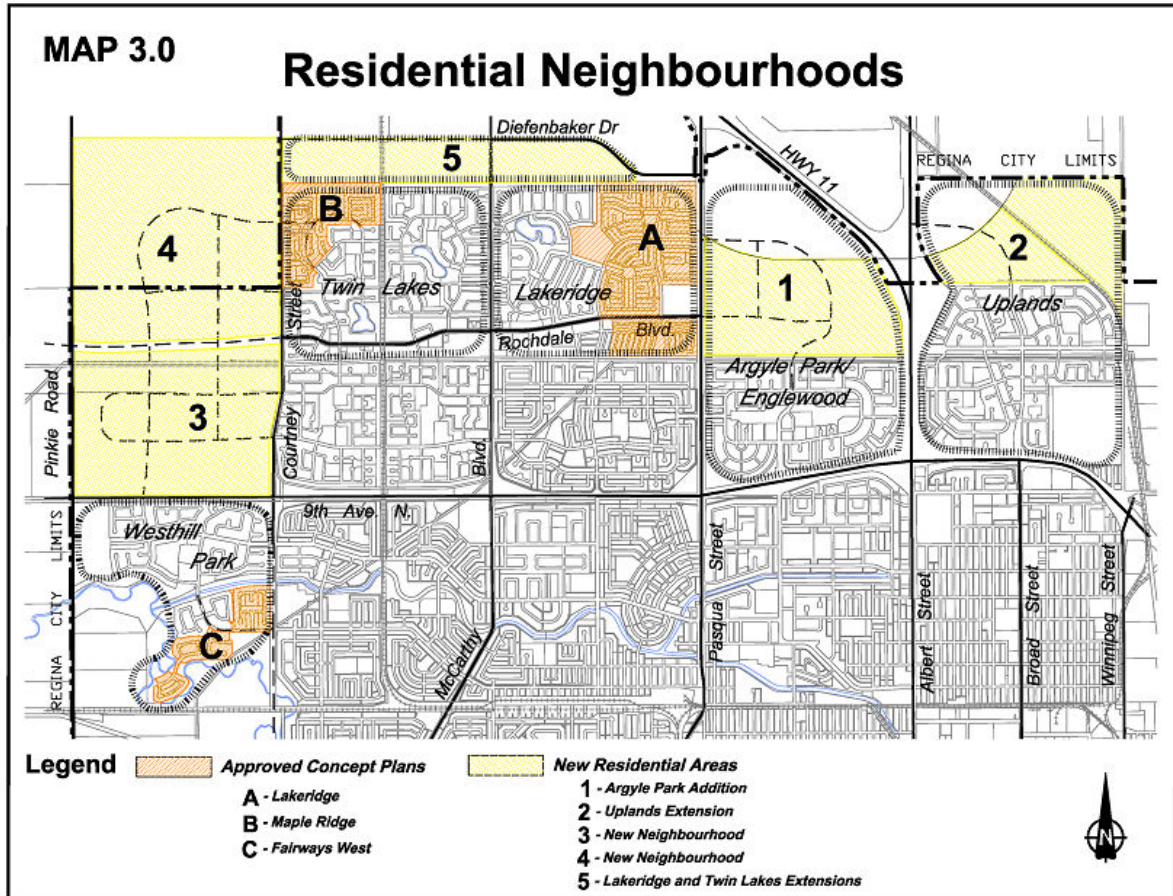 MAP 3.0
Residential Neighbourhoods
Diefenbaker Dr
HWY 11
REGINA CITY LIMITS
5
4
B
A
2
1
Twin Lakes
Lakeridge
Uplands
Street
Rochdale Blvd.
Argyle Park/
Englewood
Pinkie Road
3
Courtney
Blvd.
9th Ave N,
Westhill
Park
REGINA CITY LIMITS
C
McCarthy
Pasqua Street
Albert Street
Broad Street
Winnipeg Street
Legend
Approved Concept Plans
A - Lakeridge
B - Maple Ridge
C - Fairways West
New Residential Areas
1 - Argyle Park Addition
2 - Uplands Extension
3 - New Neighbourhood
4 - New Neighbourhood
5 - Lakeridge and Twin Lakes Extensions
N